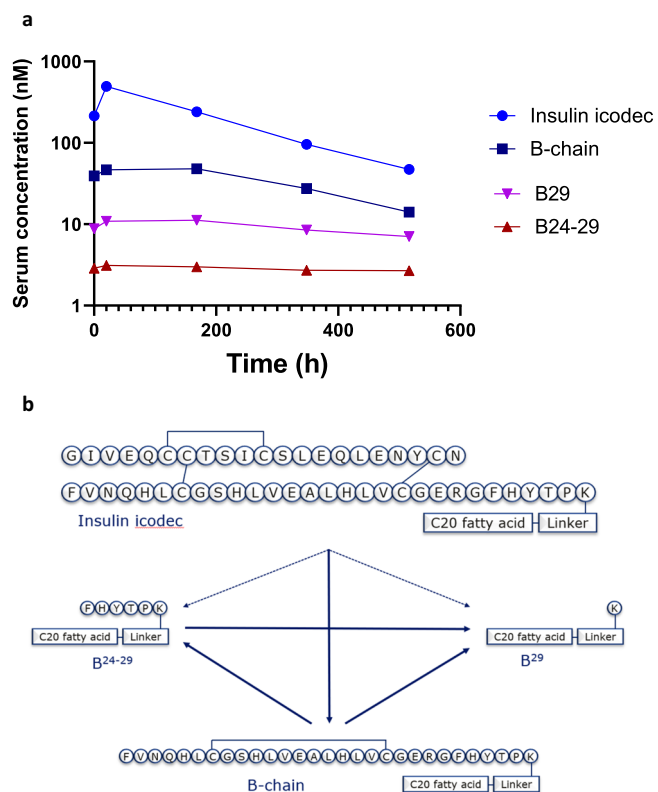 a
1000
100
10
1
Serum concentration (nM)
0
200
400
600
Time (h)
Insulin icodec
B-chain
B29
B24-29
b
GIVEQCCTSICSLEQLENYCN
FVNQHLCGSHLVEALHLVCGERGFHYTPK
Insulin icodec
C20 fatty acid Linker
FHYTPK
C20 fatty acid Linker
B24-29
K
C20 fatty acid Linker
B29
FVNQHLCGSHLVEALHLVCGERGFHYTPK
B-chain
C20 fatty acid Linker